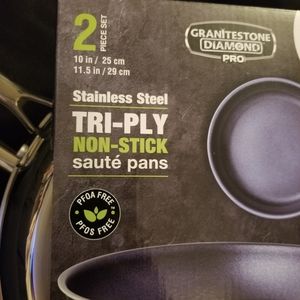 2
PIECE SET
10 in / 25 cm
11.5 in / 29 cm
GRANITESTONE
DIAMOND
PRO
Stainless Steel
TRI-PLY
NON-STICK
sauté pans
PFOA FREE
PFOS FREE